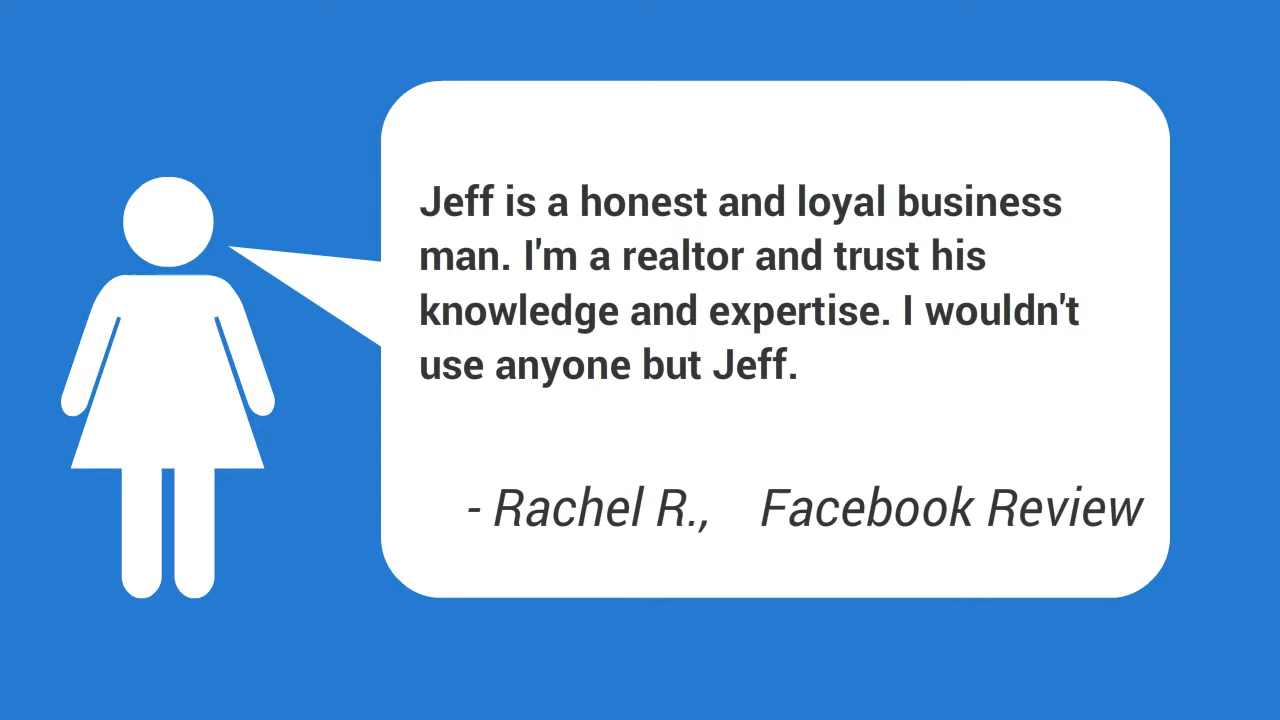 Jeff is a honest and loyal business
man. I'm a realtor and trust his
knowledge and expertise. I wouldn't
use anyone but Jeff.
- Rachel R., Facebook Review